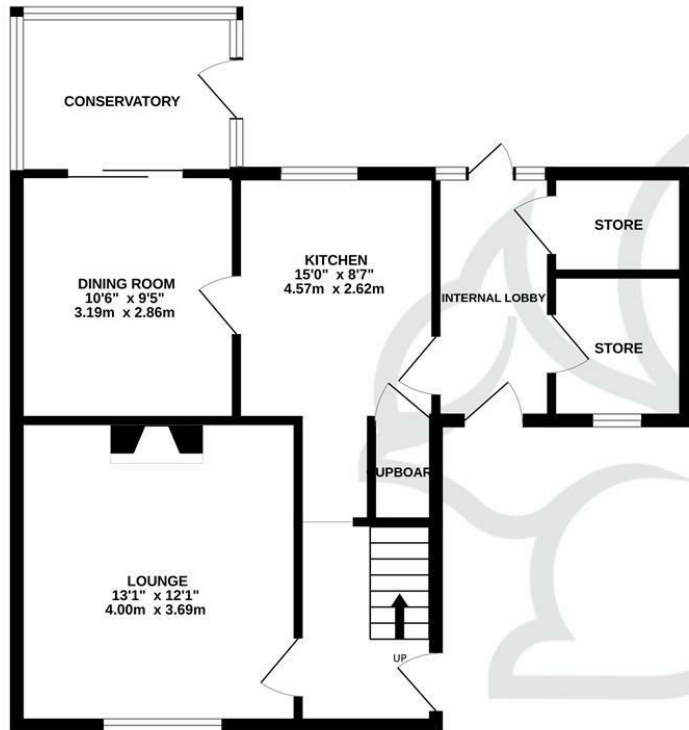 CONSERVATORY
DINING ROOM
10'6" x 9'5"
3.19m x 2.86m
KITCHEN
15'0" x 8'7"
4.57m x 2.62m
INTERNAL LOBBY
STORE
STORE
CUPBOAR
LOUNGE
13'1" x 12'1"
4.00m x 3.69m
UP